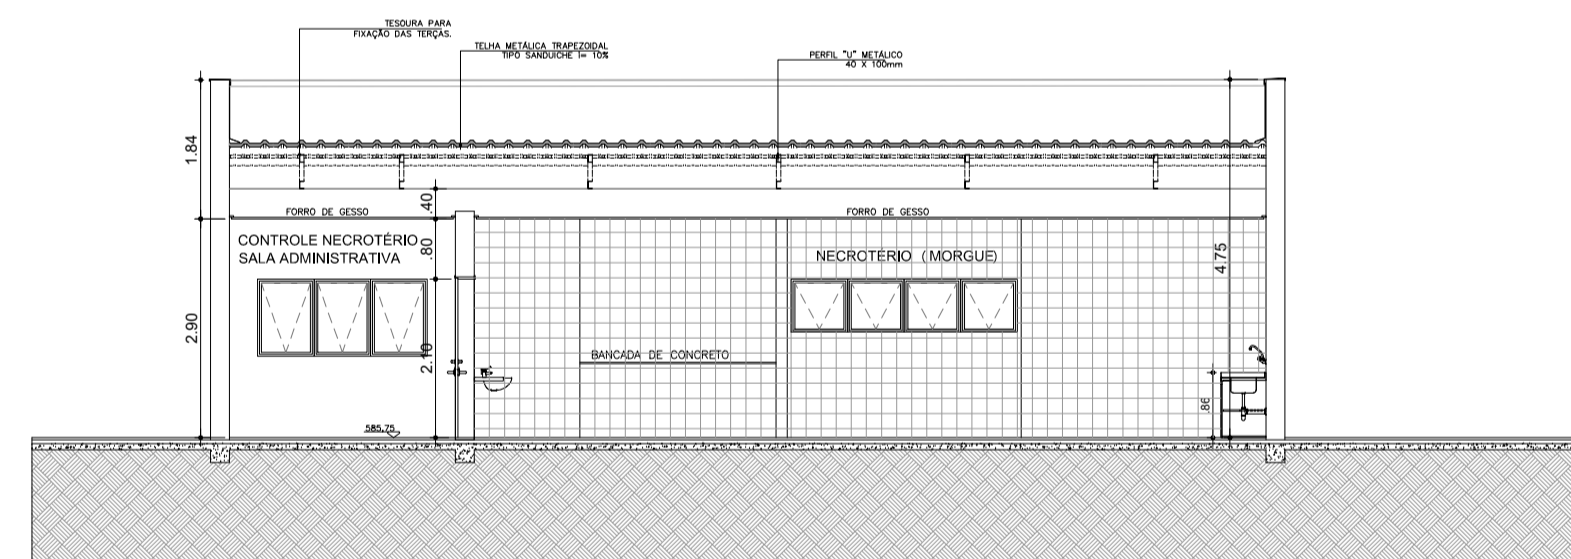 TESOURA PARA
FIXAÇÃO DAS TERÇAS.
TELHA METÁLICA TRAPEZOIDAL
TIPO SANDUICHE I= 10%
PERFIL "U" METÁLICO
40 X 100mm
1.84
.40
FORRO DE GESSO
FORRO DE GESSO
CONTROLE NECROTÉRIO
SALA ADMINISTRATIVA
.80
NECROTÉRIO (MORGUE)
4.75
2.90
2.10
BANCADA DE CONCRETO
.86
585.75